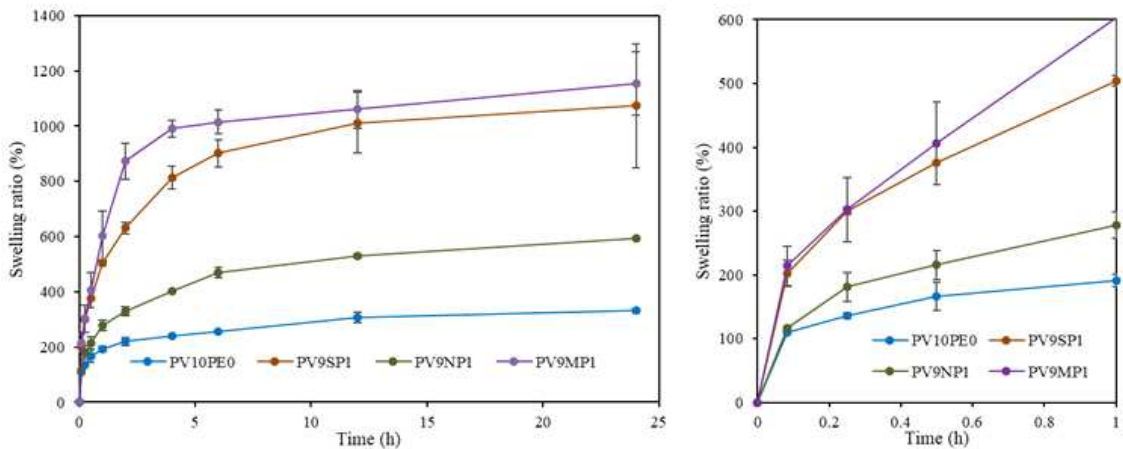 1400
1200
1000
800
600
400
200
0
Swelling ratio (%)
PV10PE0 PV9SP1 PV9NP1 PV9MP1
0 5 10 15 20 25
Time (h)
600
500
400
300
200
100
0
Swelling ratio (%)
PV10PE0 PV9SP1
PV9NP1 PV9MP1
0 0.2 0.4 0.6 0.8 1
Time (h)